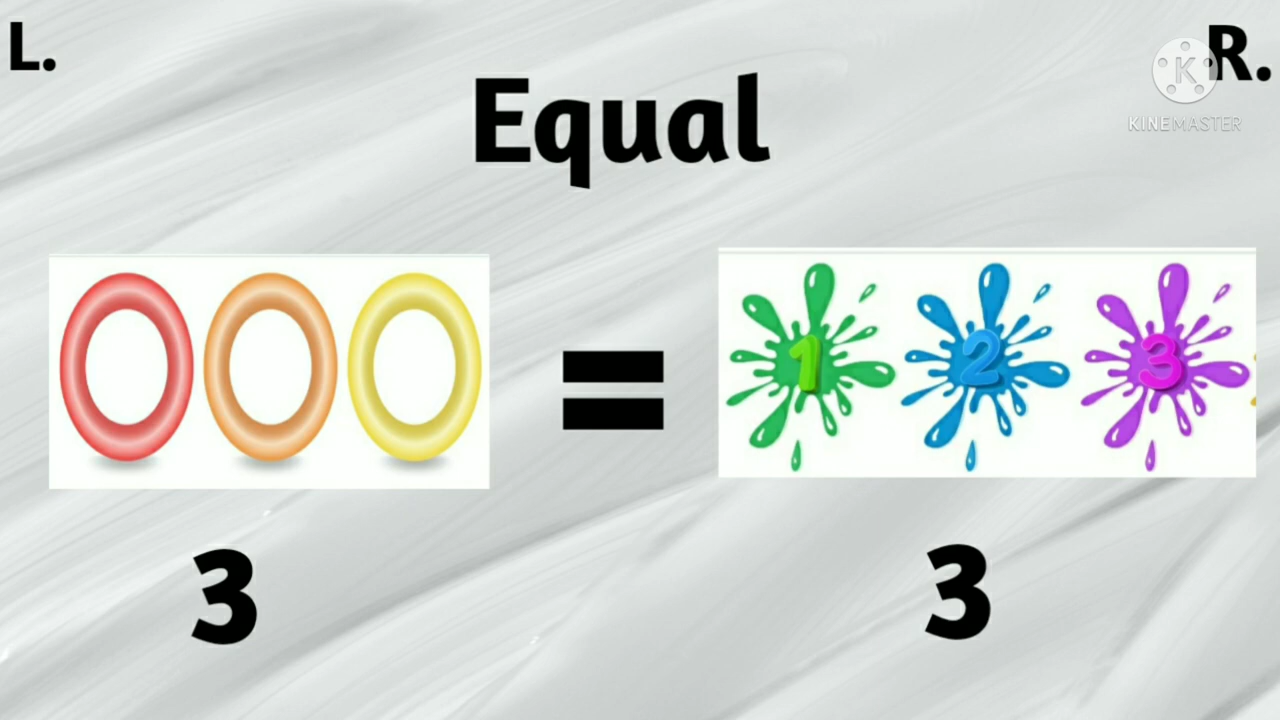 L.
R.
KINEMASTER
Equal
=
1 2 3
3 3